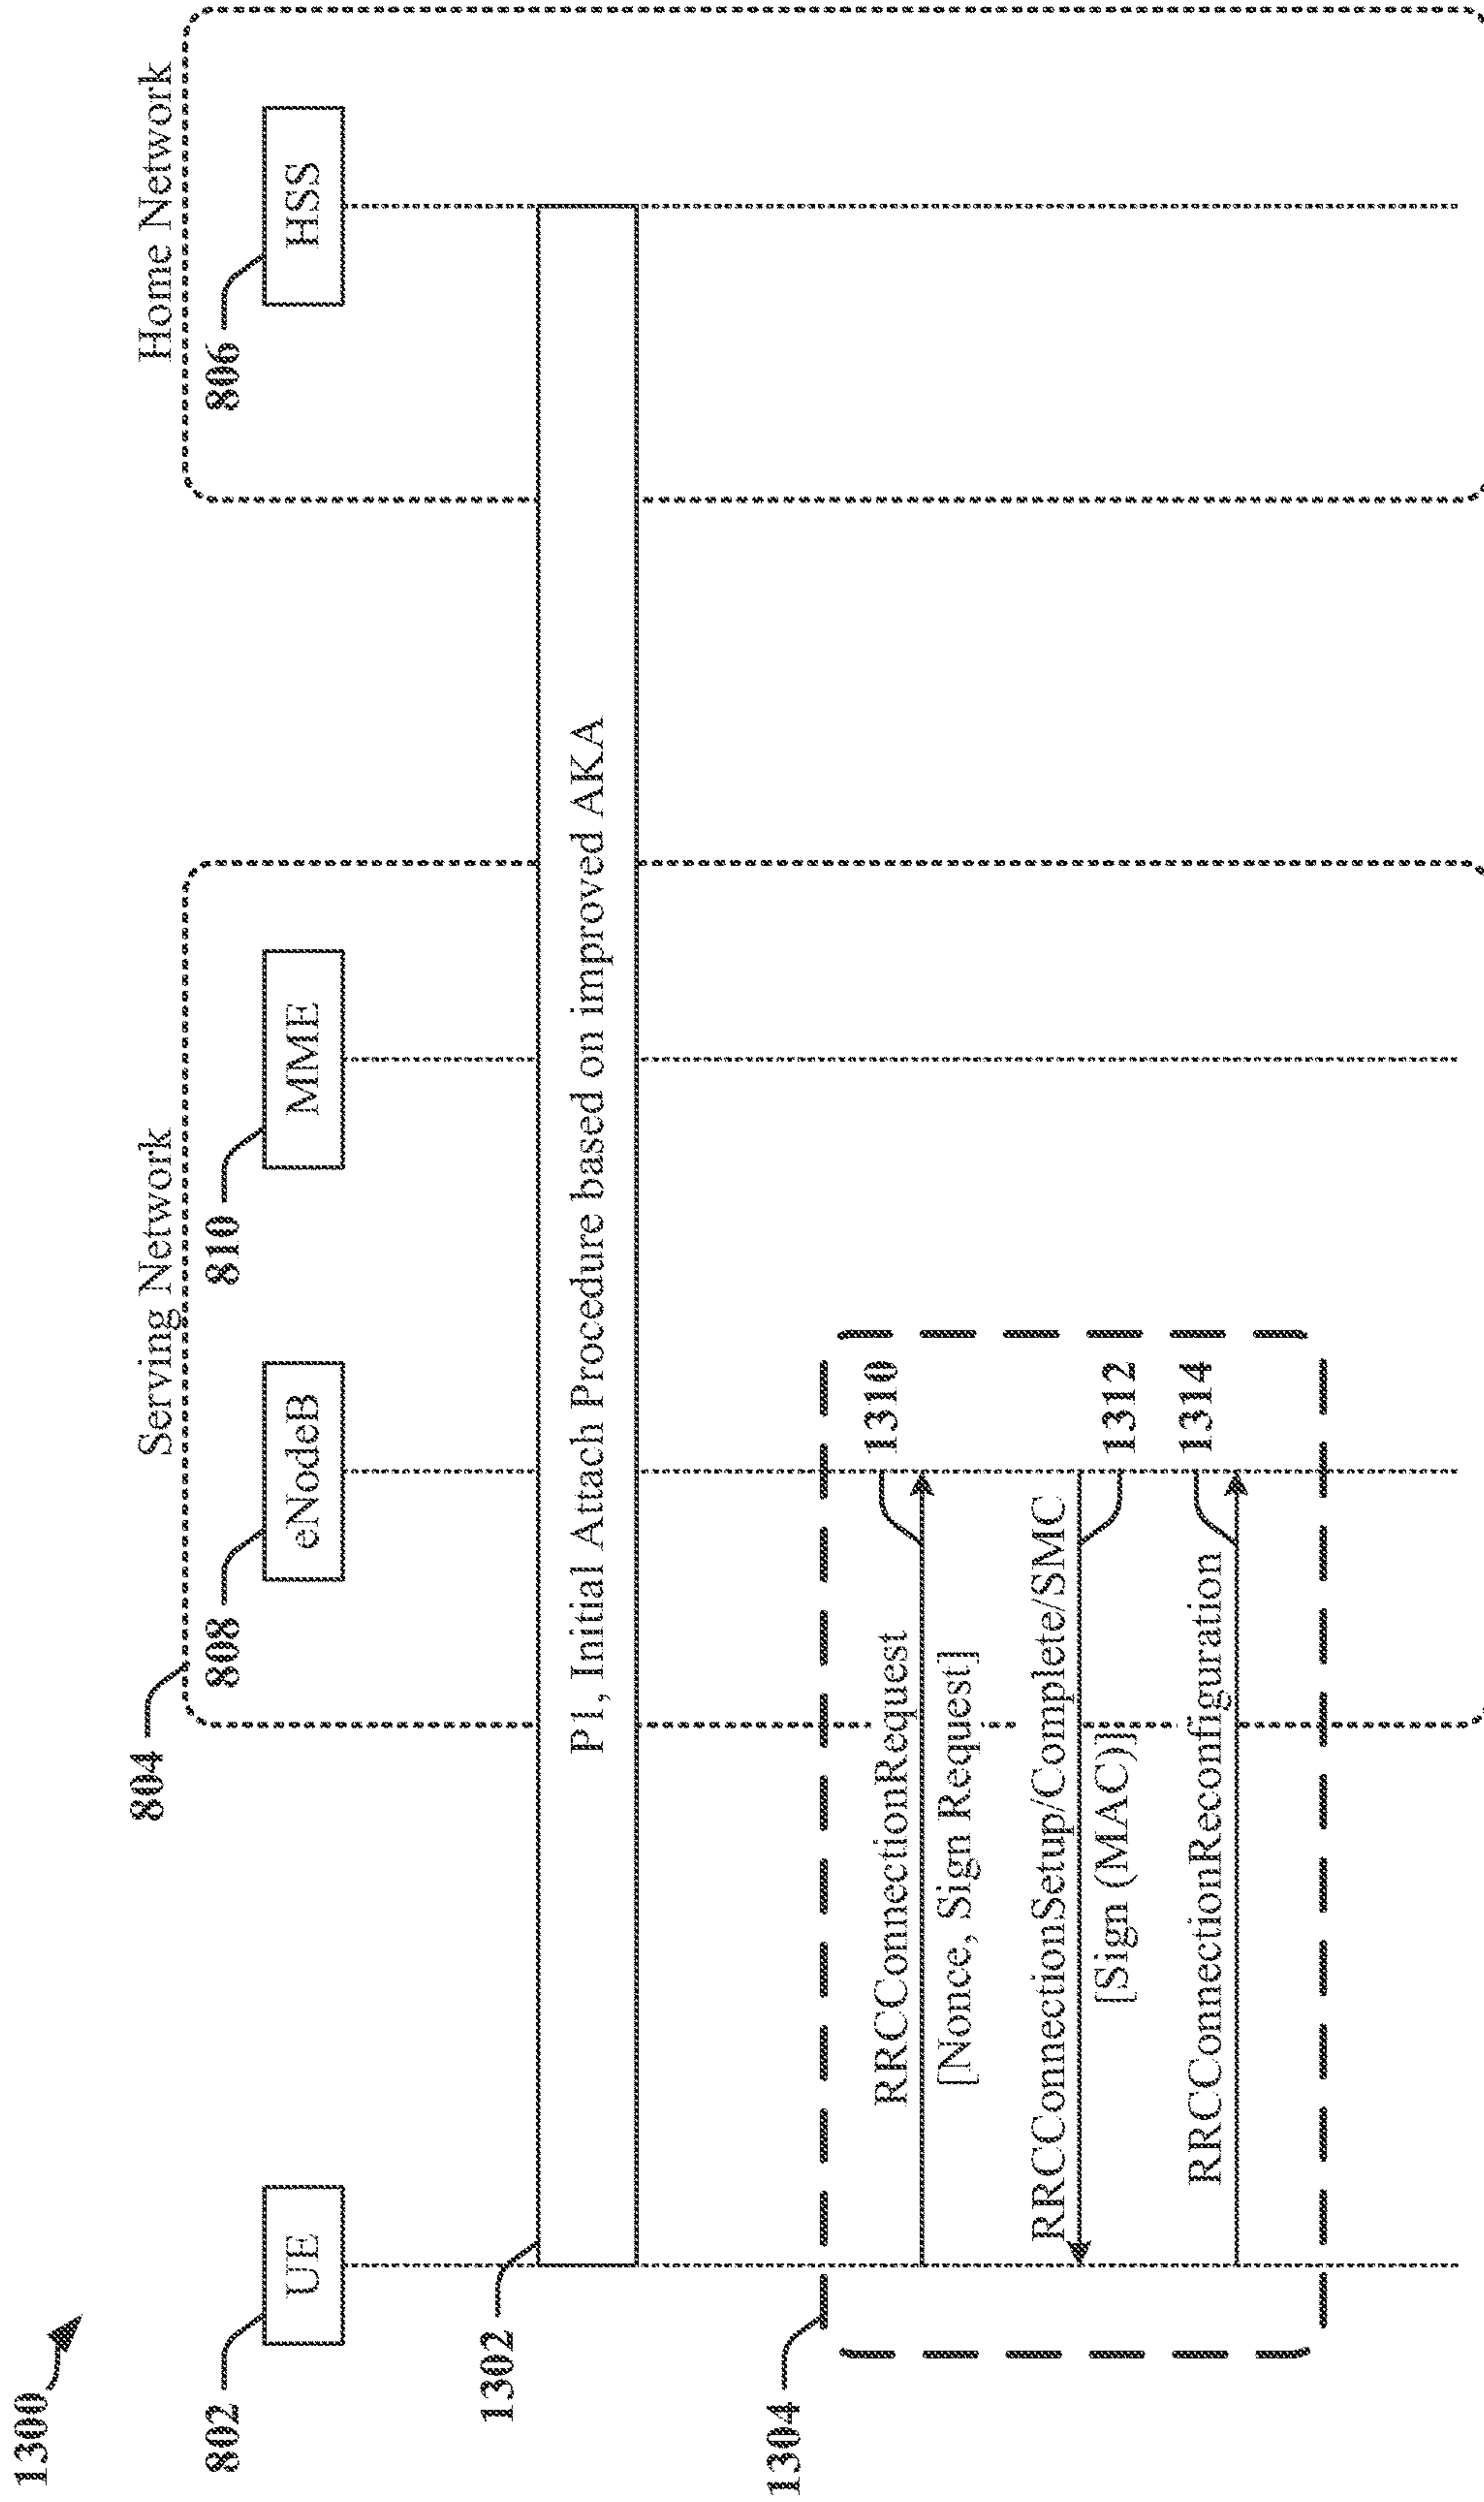 1300
804
Serving Network
Home Network
802
UE
808
eNodeB
810
MME
806
HSS
1302
P1, Initial Attach Procedure based on improved AKA
1304
RRCConnectionRequest
1310
[Nonce, Sign Request]
RRCConnectionSetup/Complete/SMC
1312
[Sign (MAC)]
RRCConnectionReconfiguration
1314